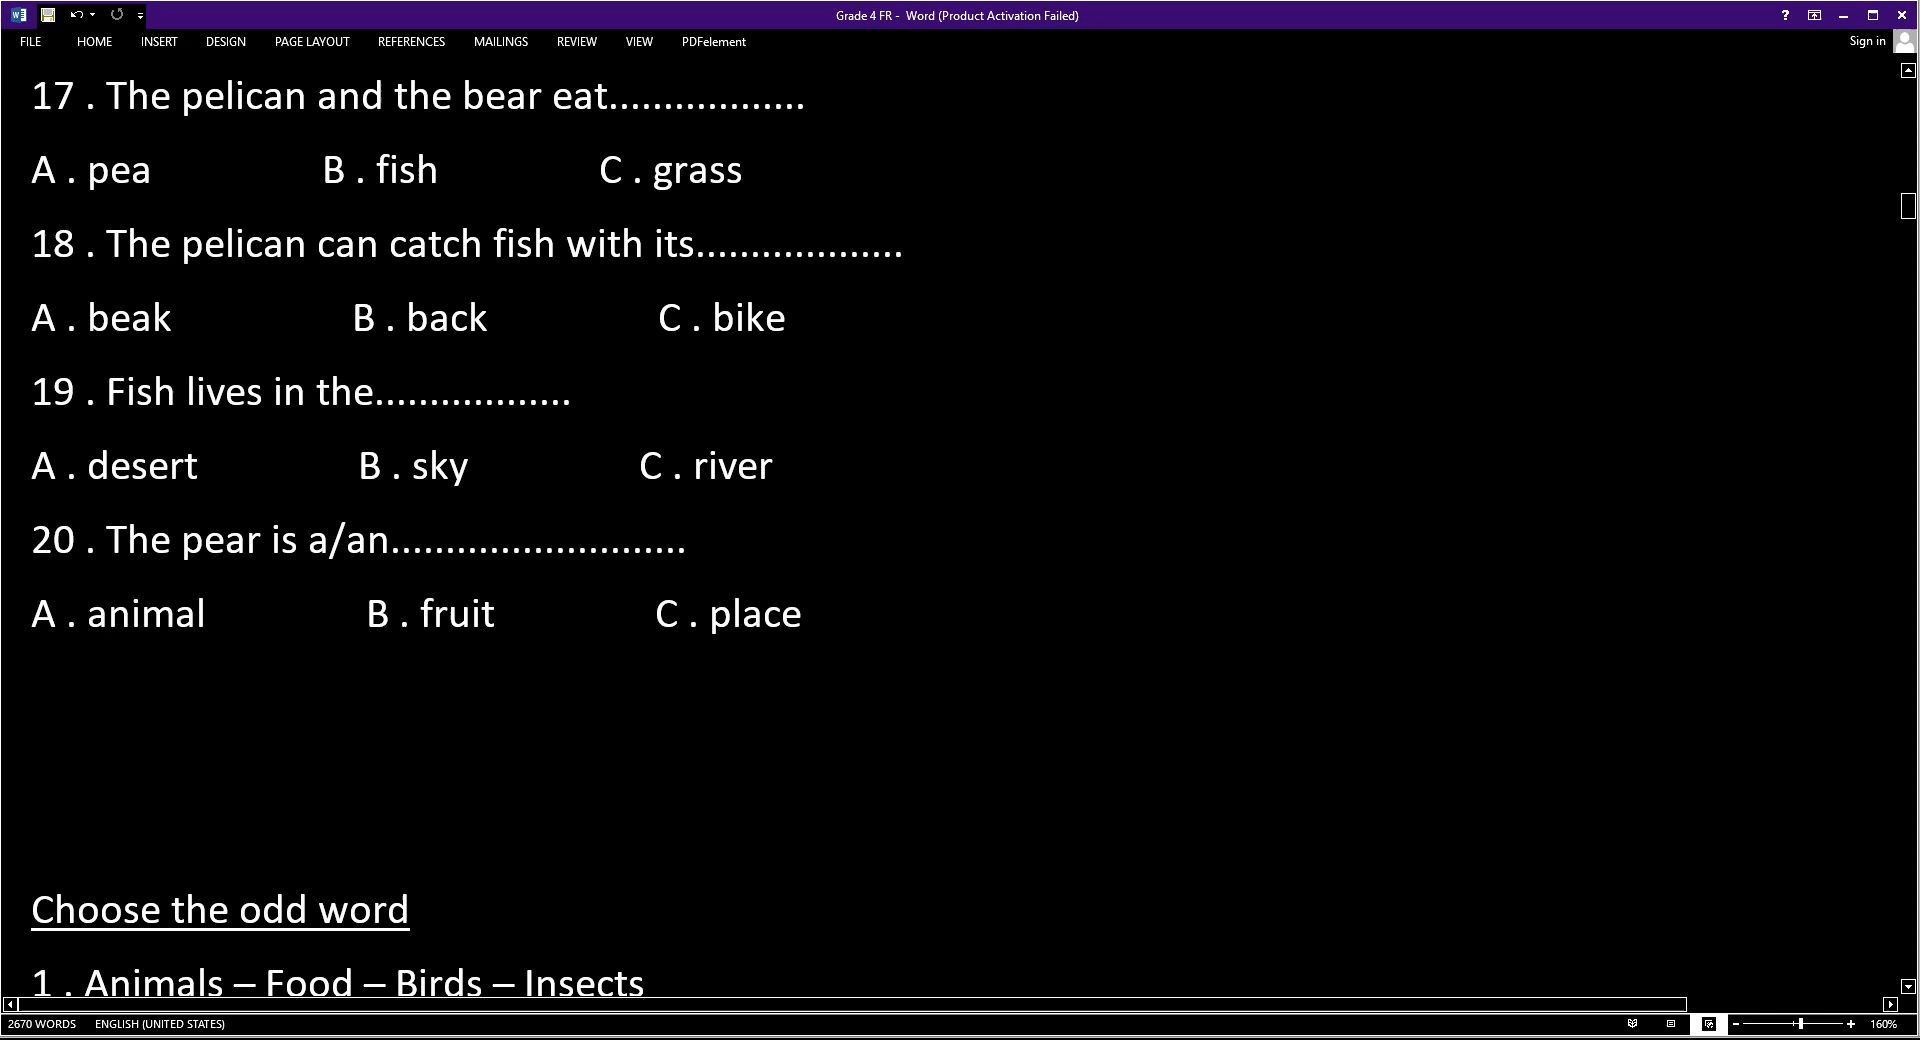 Grade 4 FR - Word (Product Activation Failed)
FILE HOME INSERT DESIGN PAGE LAYOUT REFERENCES MAILINGS REVIEW VIEW PDFelement Sign in
17 . The pelican and the bear eat..................
A . pea B . fish C . grass
18 . The pelican can catch fish with its...................
A . beak B . back C . bike
19 . Fish lives in the..................
A . desert B . sky C . river
20 . The pear is a/an...........................
A . animal B . fruit C . place
Choose the odd word
1 . Animals – Food – Birds – Insects
2670 WORDS ENGLISH (UNITED STATES) 160%